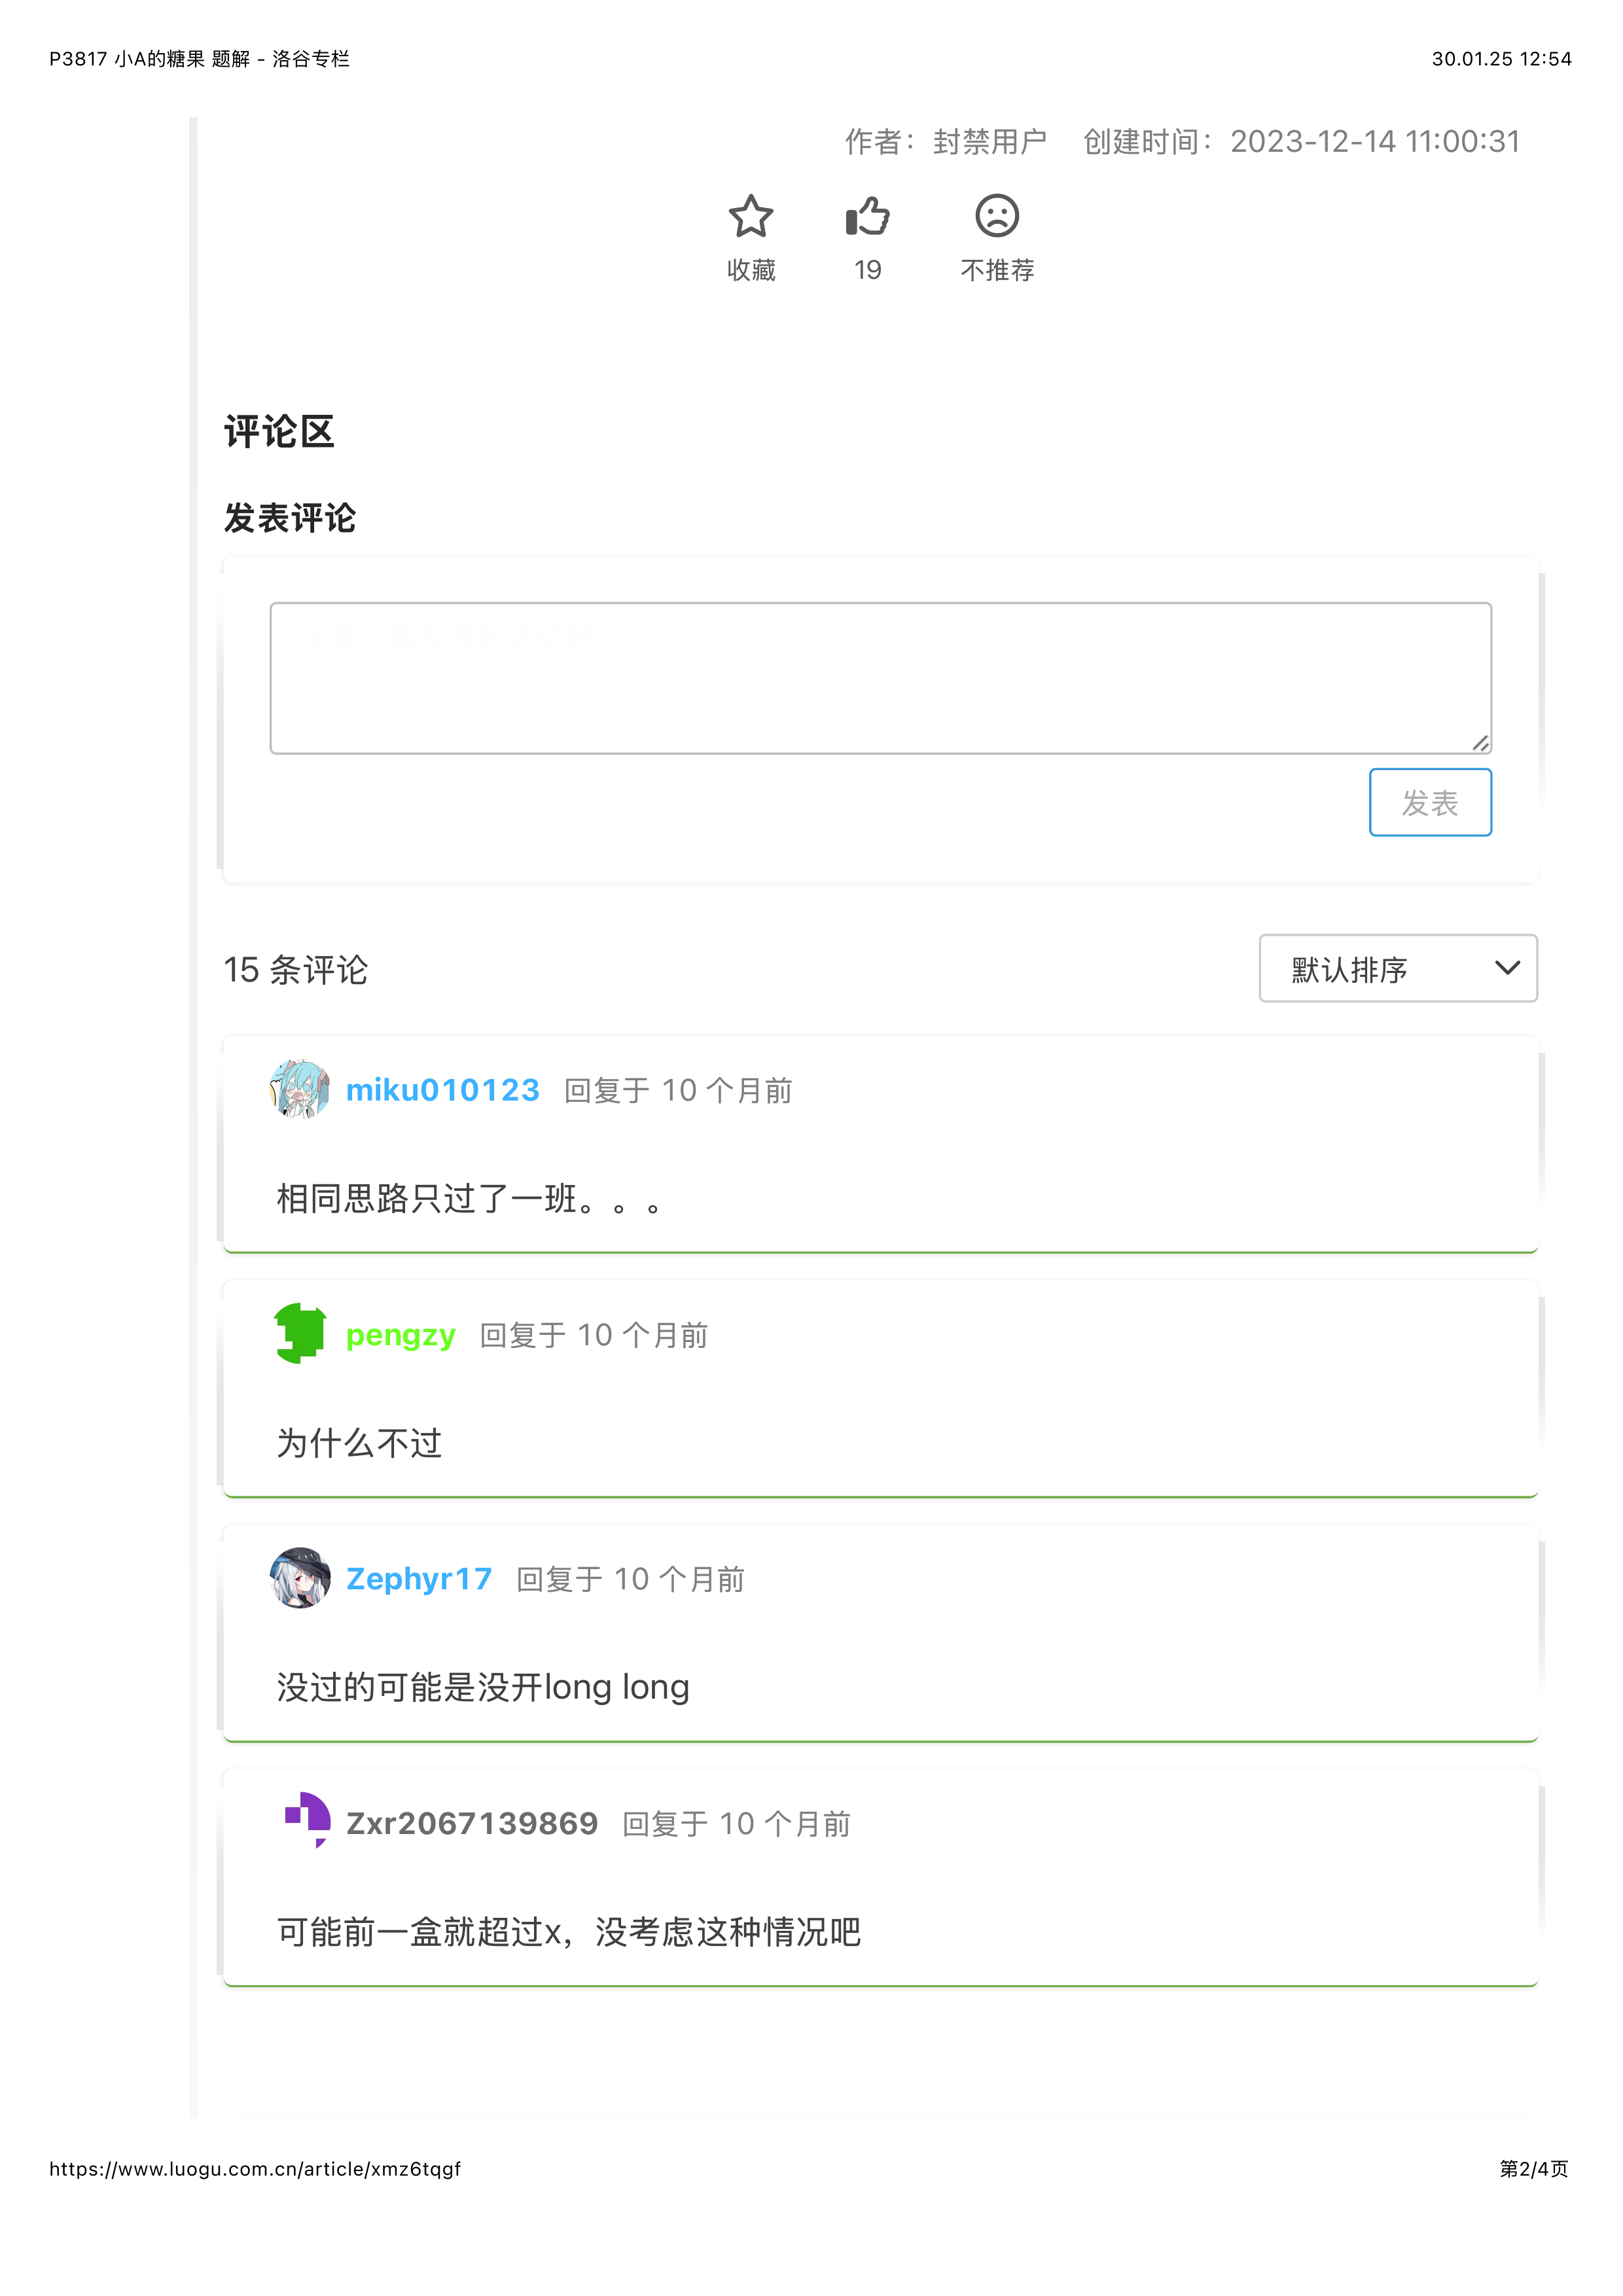 P3817 小A的糖果 题解 - 洛谷专栏
30.01.25 12:54
作者：封禁用户 创建时间：2023-12-14 11:00:31
收藏 19 不推荐
评论区
发表评论
发表
15 条评论
默认排序
miku010123 回复于 10 个月前
相同思路只过了一班。。。
pengzy 回复于 10 个月前
为什么不过
Zephyr17 回复于 10 个月前
没过的可能是没开long long
Zxr2067139869 回复于 10 个月前
可能前一盒就超过x，没考虑这种情况吧
https://www.luogu.com.cn/article/xmz6tqgf
第2/4页